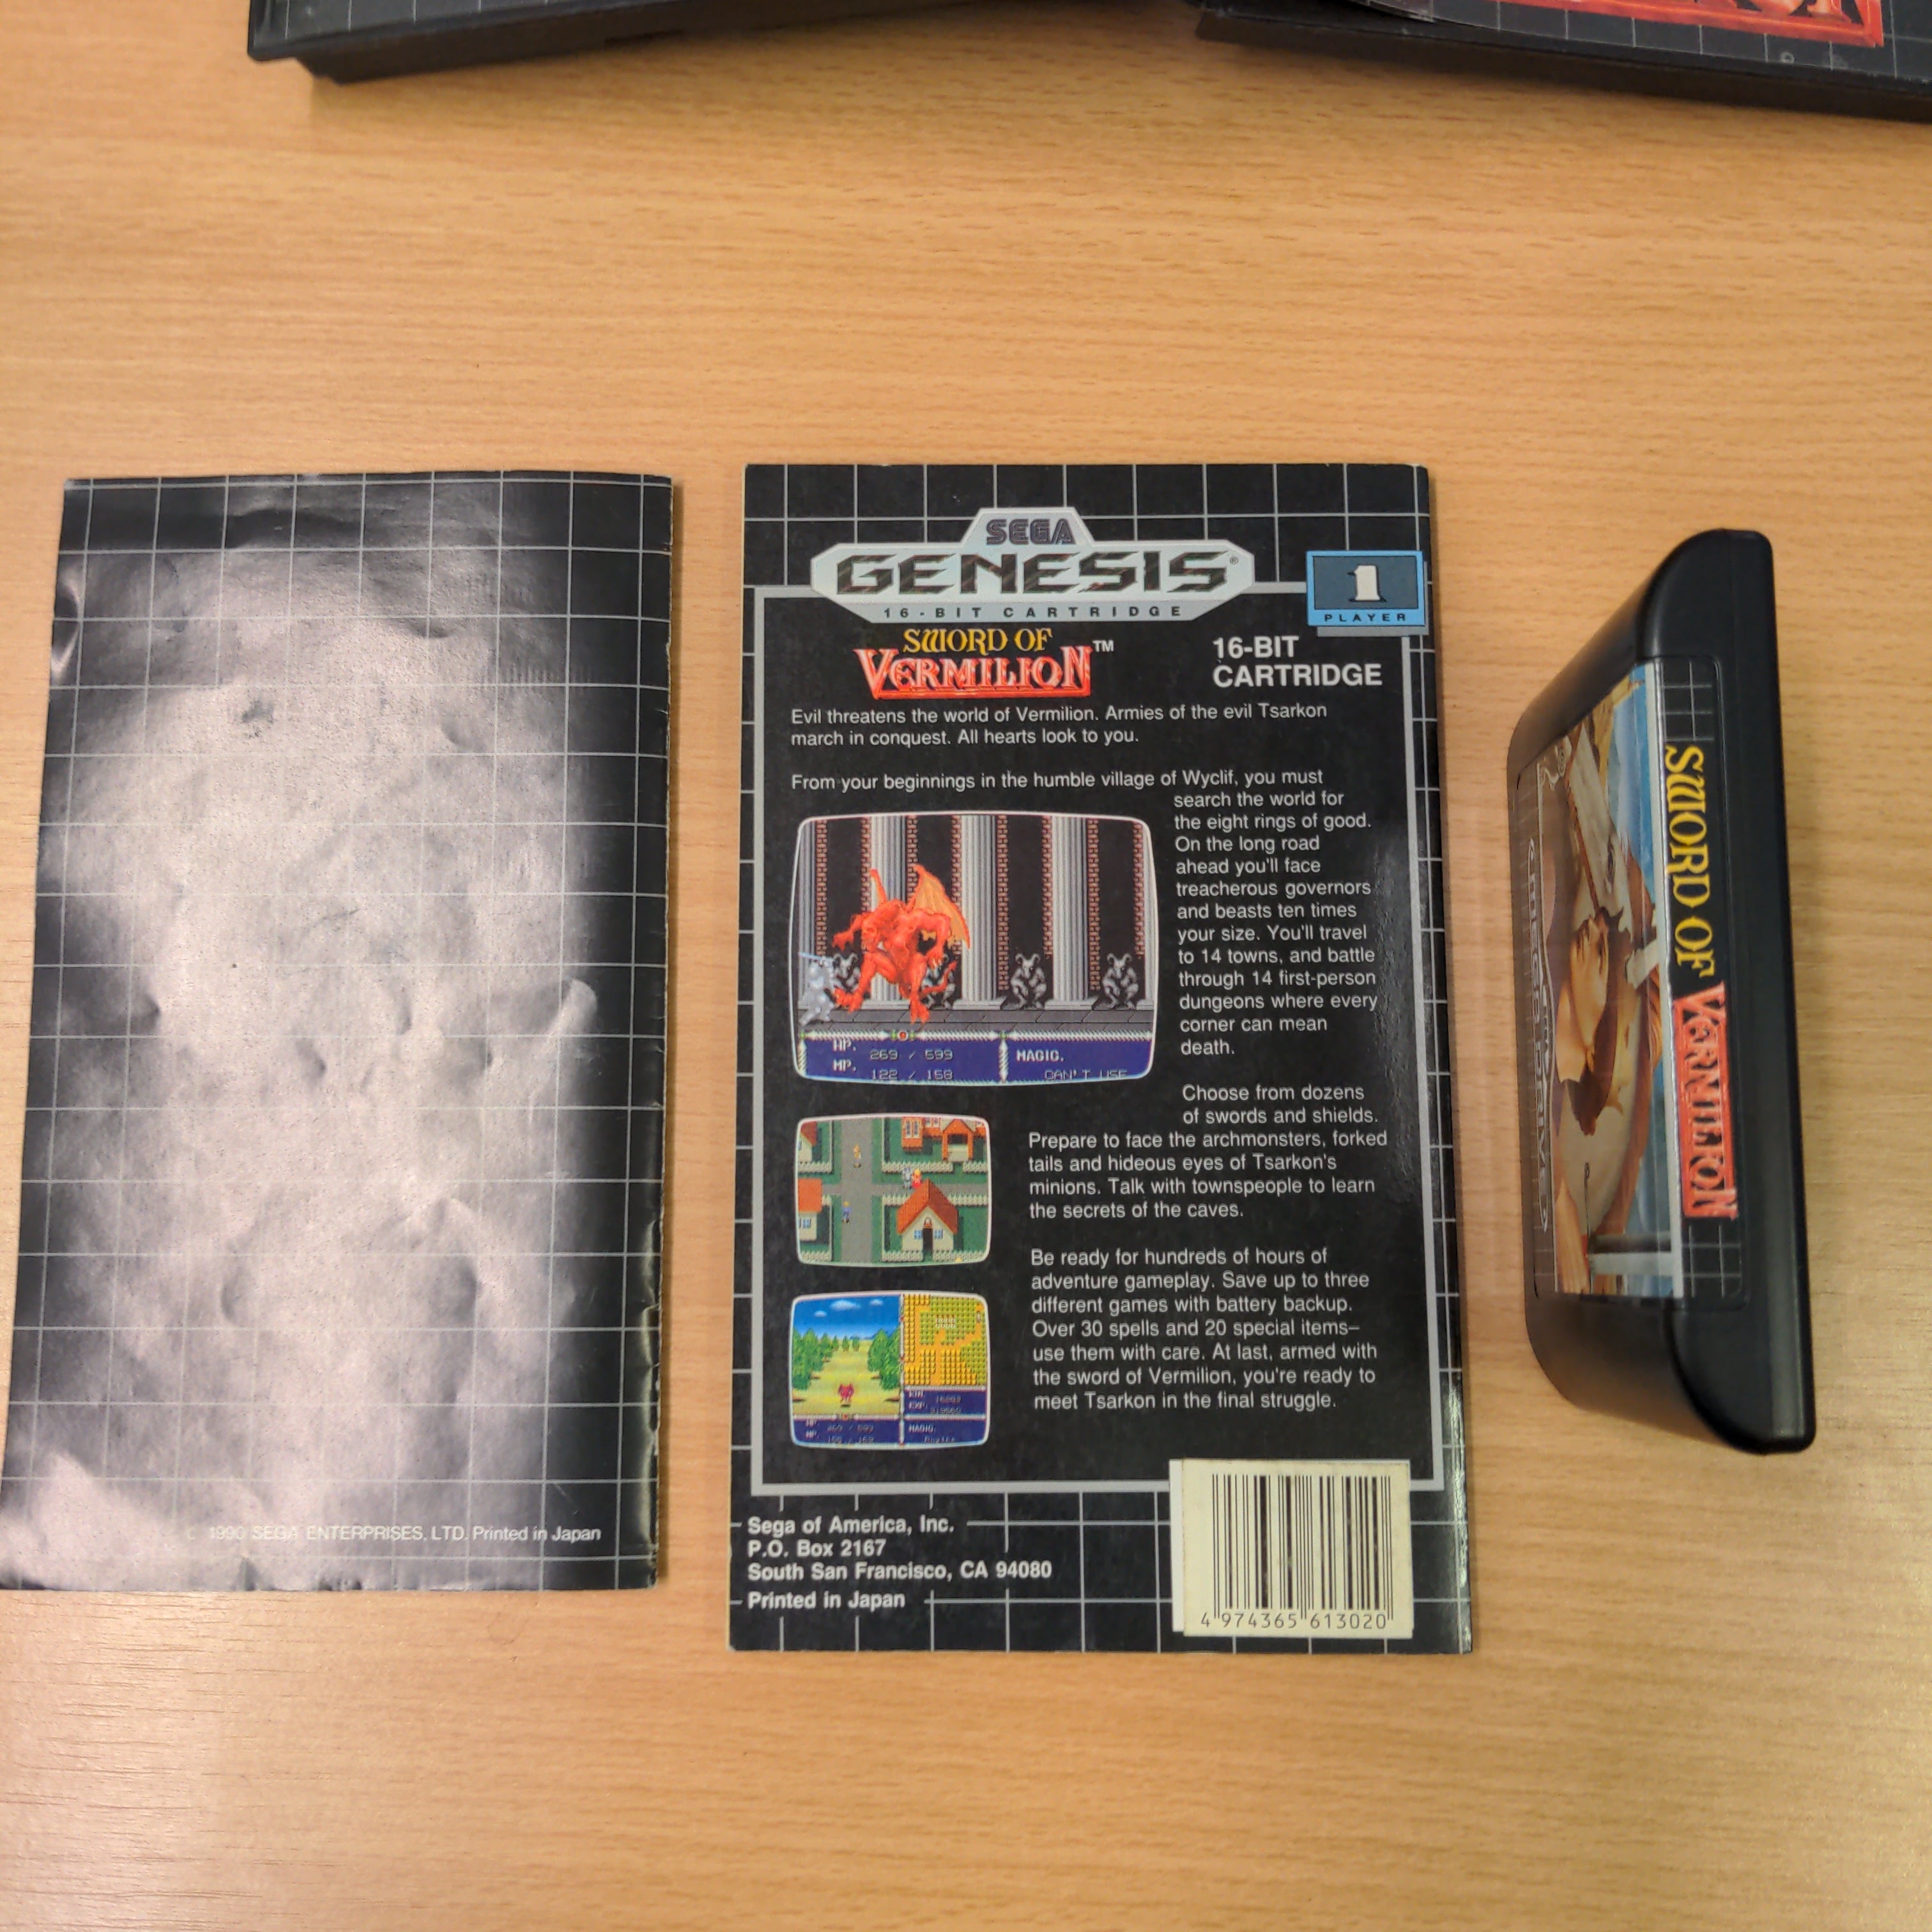 © 1990 SEGA ENTERPRISES, LTD. Printed in Japan
SEGA
GENESIS®
16-BIT CARTRIDGE
1
PLAYER
SWORD OF
VERMILION™
16-BIT
CARTRIDGE
Evil threatens the world of Vermilion. Armies of the evil Tsarkon
march in conquest. All hearts look to you.
From your beginnings in the humble village of Wyclif, you must
search the world for
the eight rings of good.
On the long road
ahead you'll face
treacherous governors
and beasts ten times
your size. You'll travel
to 14 towns, and battle
through 14 first-person
dungeons where every
corner can mean
death.
HP. 269 / 599
MP. 122 / 158
MAGIC.
CAN'T USE
Choose from dozens
of swords and shields.
Prepare to face the archmonsters, forked
tails and hideous eyes of Tsarkon's
minions. Talk with townspeople to learn
the secrets of the caves.
Be ready for hundreds of hours of
adventure gameplay. Save up to three
different games with battery backup.
Over 30 spells and 20 special items–
use them with care. At last, armed with
the sword of Vermilion, you're ready to
meet Tsarkon in the final struggle.
MAGIC.
Sega of America, Inc.
P.O. Box 2167
South San Francisco, CA 94080
Printed in Japan
4 974365 613020
SWORD OF VERMILION